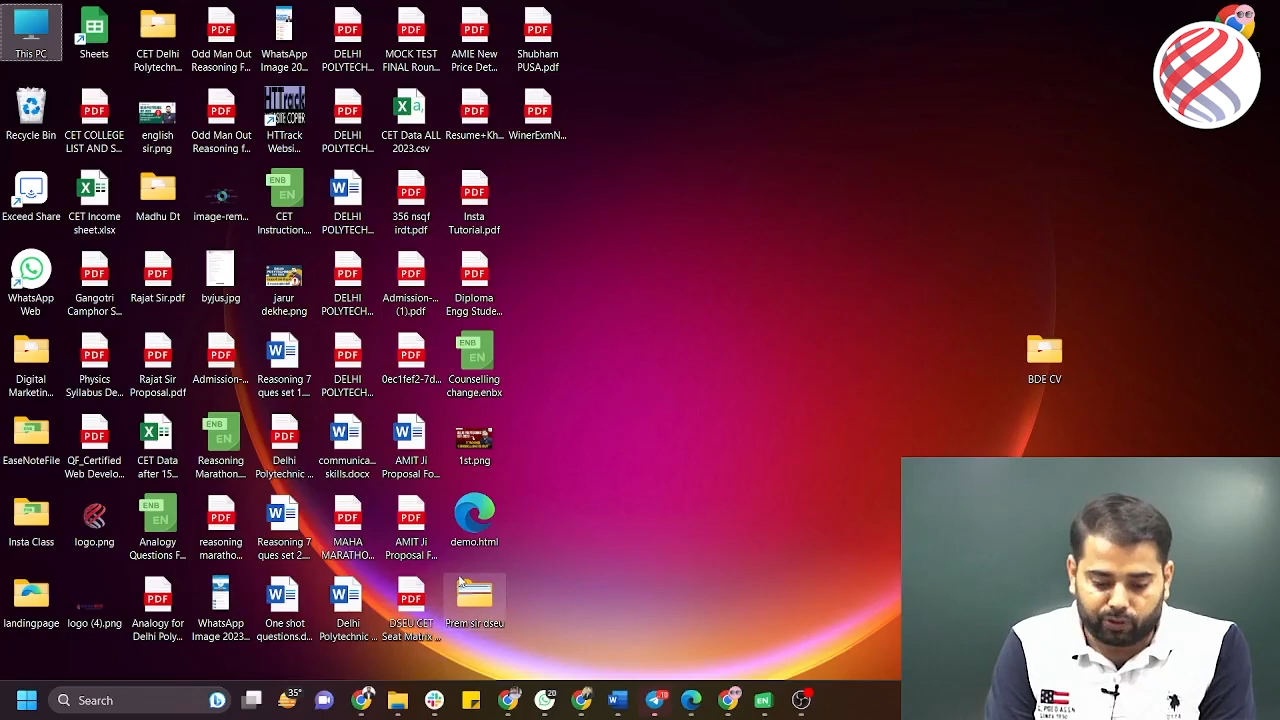 This PC
Sheets
CET Delhi
Polytechn...
Odd Man Out
Reasoning F...
WhatsApp
Image 20...
DELHI
POLYTECH...
MOCK TEST
FINAL Roun...
AMIE New
Price Det...
Shubham
PUSA.pdf
Recycle Bin
CET COLLEGE
LIST AND S...
english
sir.png
Odd Man Out
Reasoning f...
HTTrack
Websi...
DELHI
POLYTECH...
CET Data ALL
2023.csv
Resume+Kh...
WinerExmN...
Exceed Share
CET Income
sheet.xlsx
Madhu Dt
image-rem...
CET
Instruction....
DELHI
POLYTECH...
356 nsqf
irdt.pdf
Insta
Tutorial.pdf
WhatsApp
Web
Gangotri
Camphor S...
Rajat Sir.pdf
byjus.jpg
jarur
dekhe.png
DELHI
POLYTECH...
Admission-...
(1).pdf
Diploma
Engg Stude...
Digital
Marketin...
Physics
Syllabus De...
Rajat Sir
Proposal.pdf
Admission-...
Reasoning 7
ques set 1....
DELHI
POLYTECH...
0ec1fef2-7d...
Counselling
change.enbx
BDE CV
EaseNoteFile
QF_Certified
Web Develo...
CET Data
after 15...
Reasoning
Marathon...
Delhi
Polytechnic ...
communica...
skills.docx
AMIT Ji
Proposal Fo...
1st.png
Insta Class
logo.png
Analogy
Questions F...
reasoning
maratho...
Reasoning 7
ques set 2....
MAHA
MARATHO...
AMIT Ji
Proposal F...
demo.html
landingpage
logo (4).png
Analogy for
Delhi Poly...
WhatsApp
Image 2023...
One shot
questions.d...
Delhi
Polytechnic ...
DSEU CET
Seat Matrix ...
Prem sir dseu
Search
35°